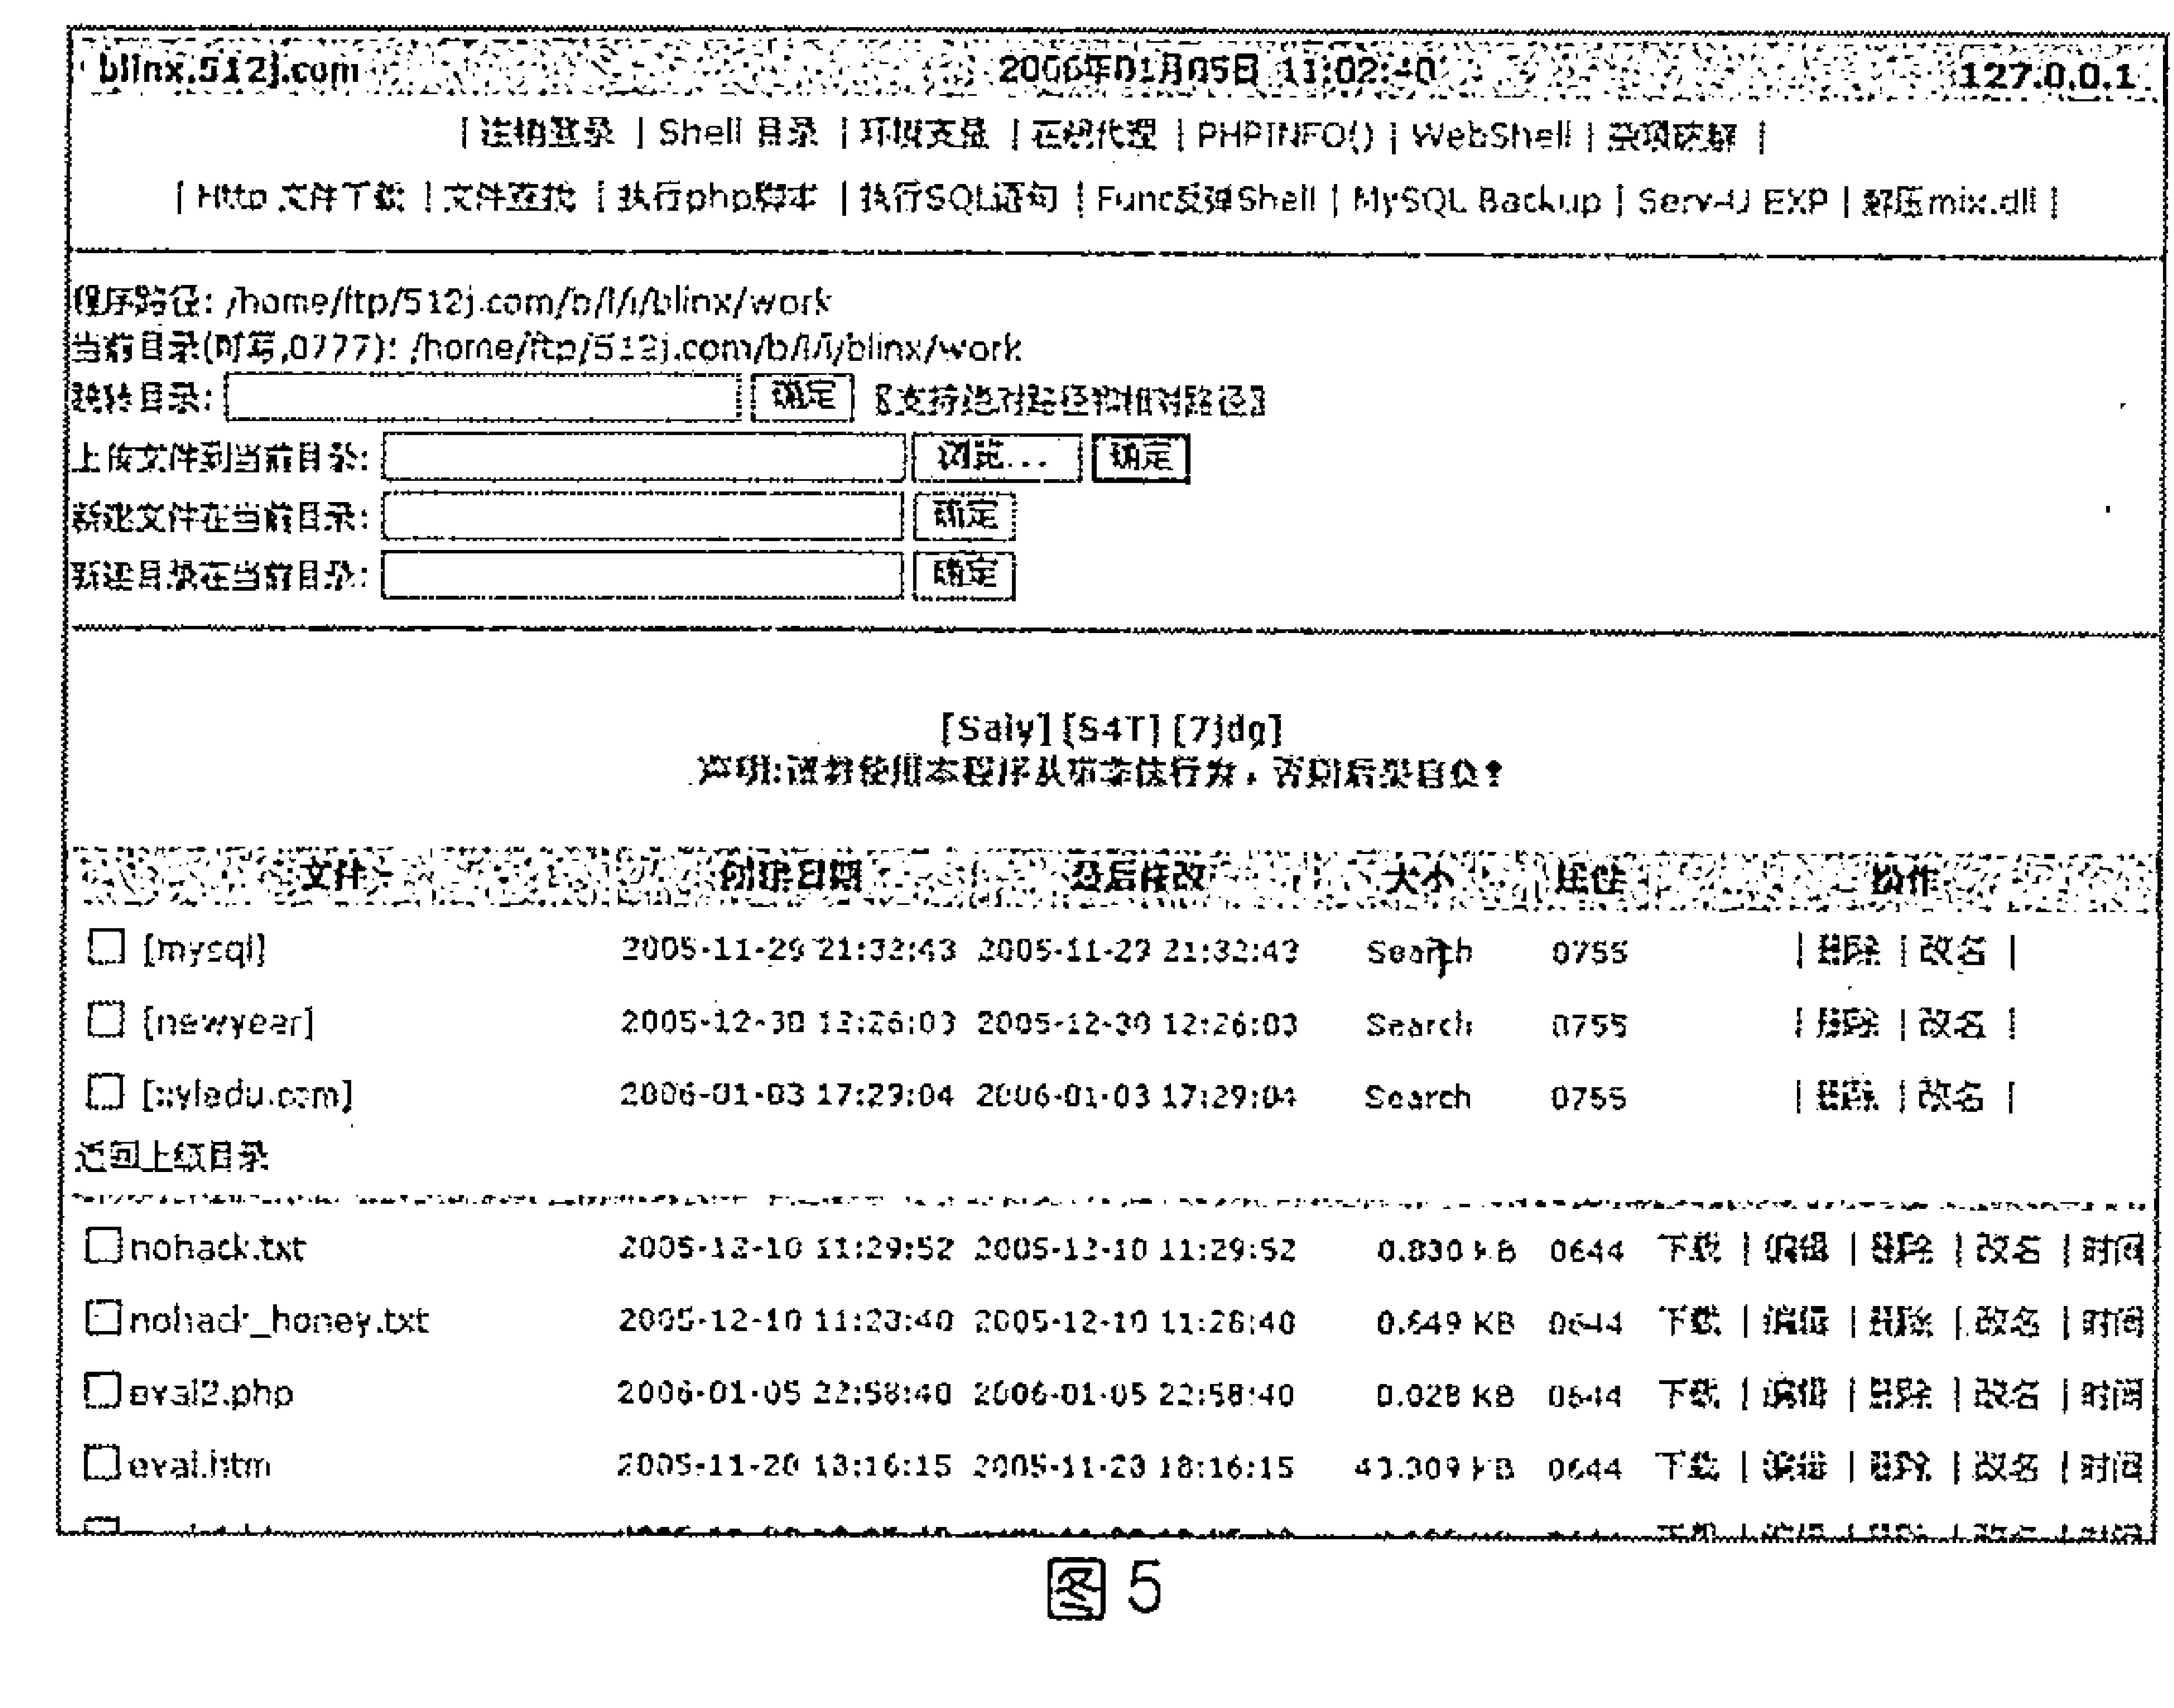 blinx.512j.com 2006年01月05日 11:02:40 127.0.0.1
| 注销登录 | Shell 目录 | 环境变量 | 在线代理 | PHPINFO() | WebShell | 杂项破解 |
| Http 文件下载 | 文件查找 | 执行php脚本 | 执行SQL语句 | Func反弹Shell | MySQL Backup | Serv-U EXP | 解压mix.dll |
程序路径: /home/ftp/512j.com/b/l/i/blinx/work
当前目录(可写,0777): /home/ftp/512j.com/b/l/i/blinx/work
跳转目录: 确定 〖支持绝对路径和相对路径〗
上传文件到当前目录: 浏览... 确定
新建文件在当前目录: 确定
新建目录在当前目录: 确定
[Saiy] [S4T] [7jdg]
声明:请勿使用本程序从事非法行为，否则后果自负！
文件 创建日期 最后修改 大小 属性 操作
[mysql] 2005-11-29 21:32:43 2005-11-29 21:32:43 Search 0755 | 删除 | 改名 |
[newyear] 2005-12-30 12:26:03 2005-12-30 12:26:03 Search 0755 | 删除 | 改名 |
2006-01-03 17:29:04 2006-01-03 17:29:04 Search 0755 | 删除 | 改名 |
返回上级目录
nohack.txt 2005-12-10 11:29:52 2005-12-10 11:29:52 0.830 KB 0644 下载 | 编辑 | 删除 | 改名 | 时间
nohack_honey.txt 2005-12-10 11:28:40 2005-12-10 11:28:40 0.649 KB 0644 下载 | 编辑 | 删除 | 改名 | 时间
eval2.php 2006-01-05 22:58:40 2006-01-05 22:58:40 0.028 KB 0644 下载 | 编辑 | 删除 | 改名 | 时间
eval.htm 18:16:15 18:16:15 0644 下载 | 编辑 | 删除 | 改名 | 时间
图 5